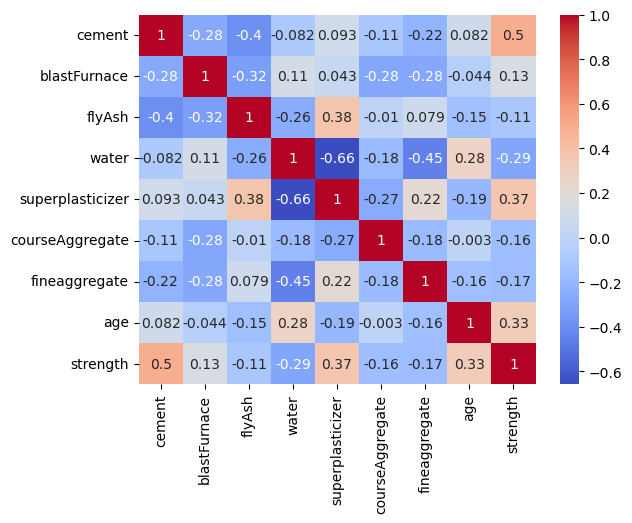 cement 1 -0.28 -0.4 -0.082 0.093 -0.11 -0.22 0.082 0.5
blastFurnace -0.28 1 -0.32 0.11 0.043 -0.28 -0.28 -0.044 0.13
flyAsh -0.4 -0.32 1 -0.26 0.38 -0.01 0.079 -0.15 -0.11
water -0.082 0.11 -0.26 1 -0.66 -0.18 -0.45 0.28 -0.29
superplasticizer 0.093 0.043 0.38 -0.66 1 -0.27 0.22 -0.19 0.37
courseAggregate -0.11 -0.28 -0.01 -0.18 -0.27 1 -0.18 -0.003 -0.16
fineaggregate -0.22 -0.28 0.079 -0.45 0.22 -0.18 1 -0.16 -0.17
age 0.082 -0.044 -0.15 0.28 -0.19 -0.003 -0.16 1 0.33
strength 0.5 0.13 -0.11 -0.29 0.37 -0.16 -0.17 0.33 1
cement
blastFurnace
flyAsh
water
superplasticizer
courseAggregate
fineaggregate
age
strength
1.0
0.8
0.6
0.4
0.2
0.0
−0.2
−0.4
−0.6